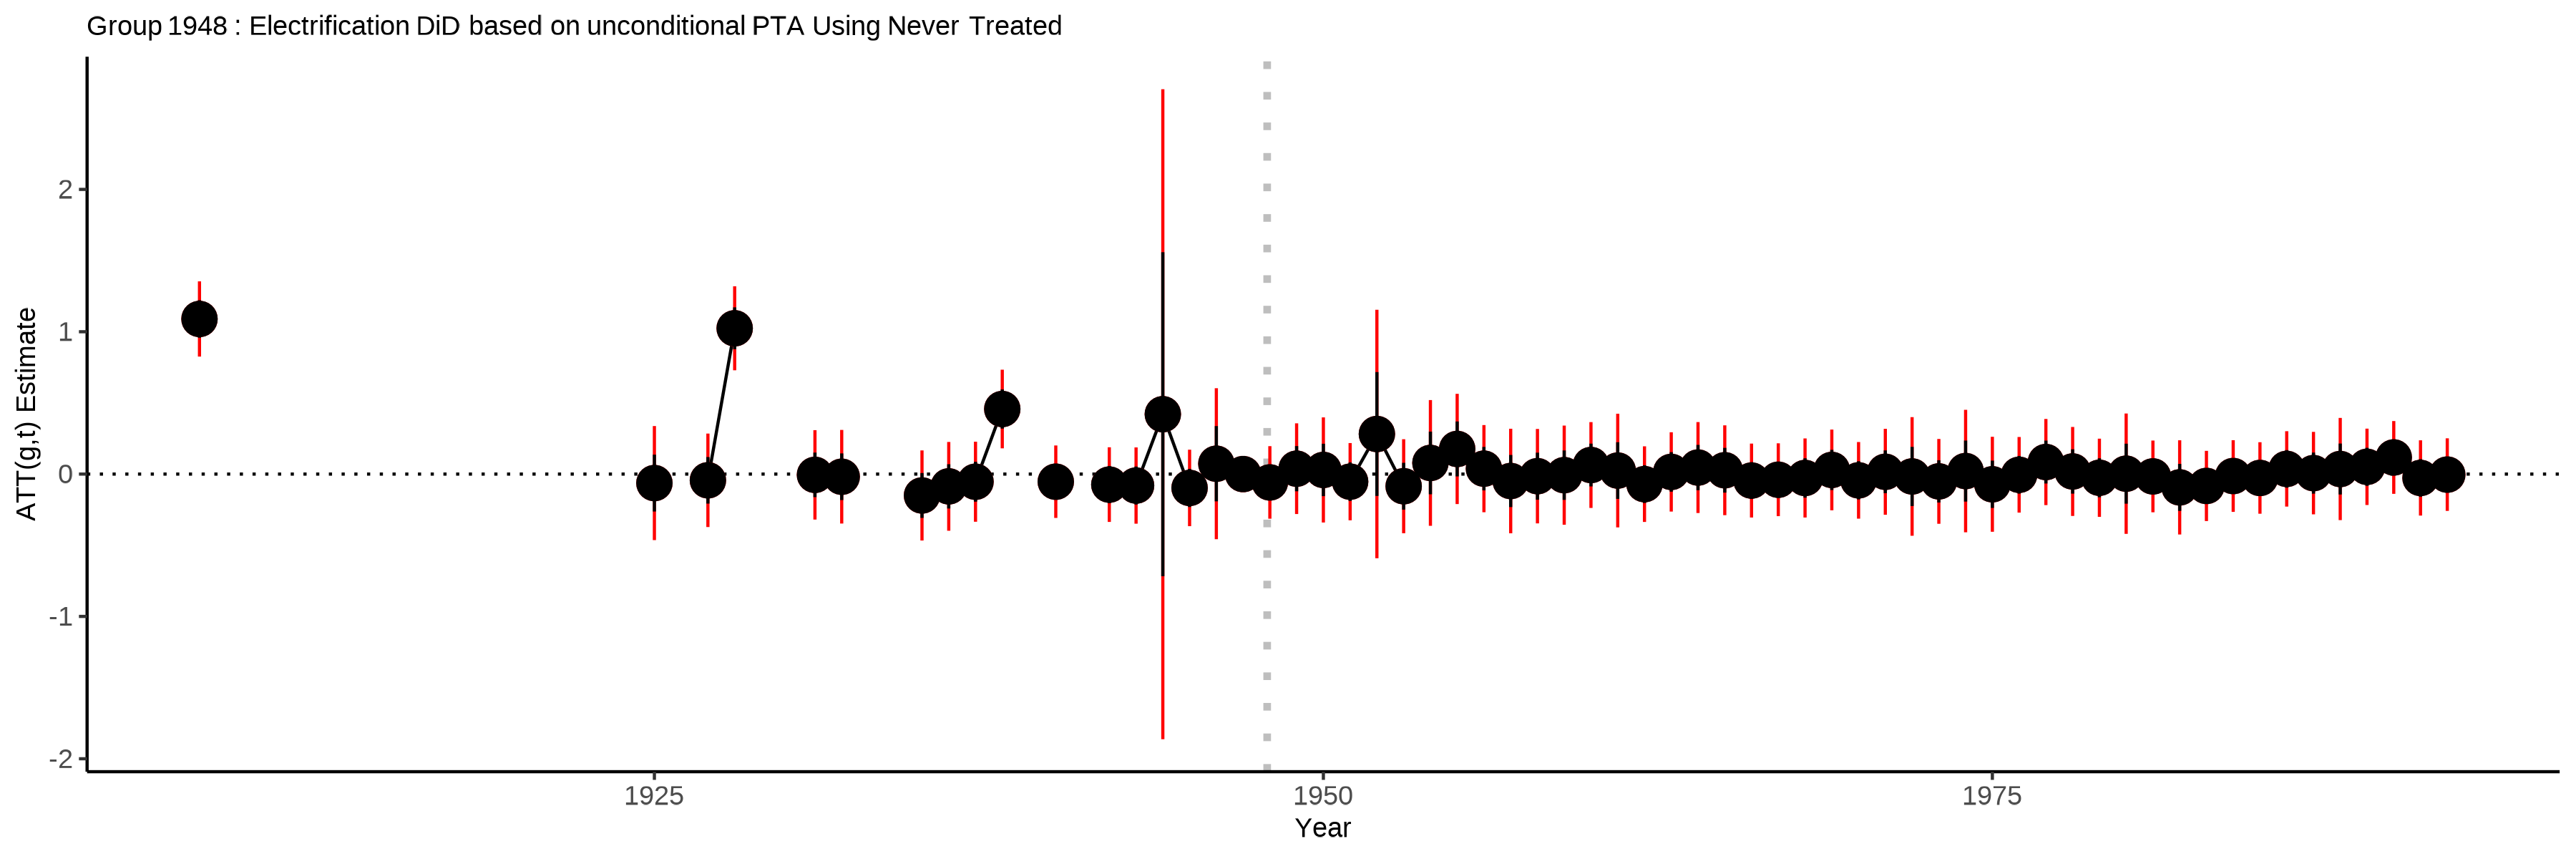 Group 1948 : Electrification DiD based on unconditional PTA Using Never Treated
ATT(g,t) Estimate
2
1
0
-1
-2
1925
1950
1975
Year